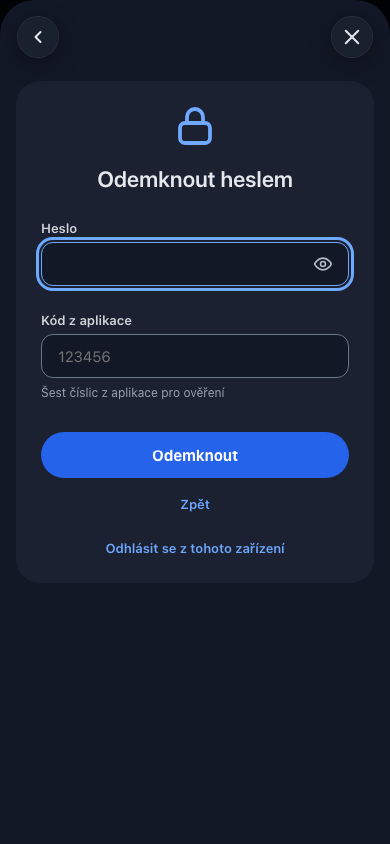 Odemknout heslem
Heslo
Kód z aplikace
123456
Šest číslic z aplikace pro ověření
Odemknout
Zpět
Odhlásit se z tohoto zařízení